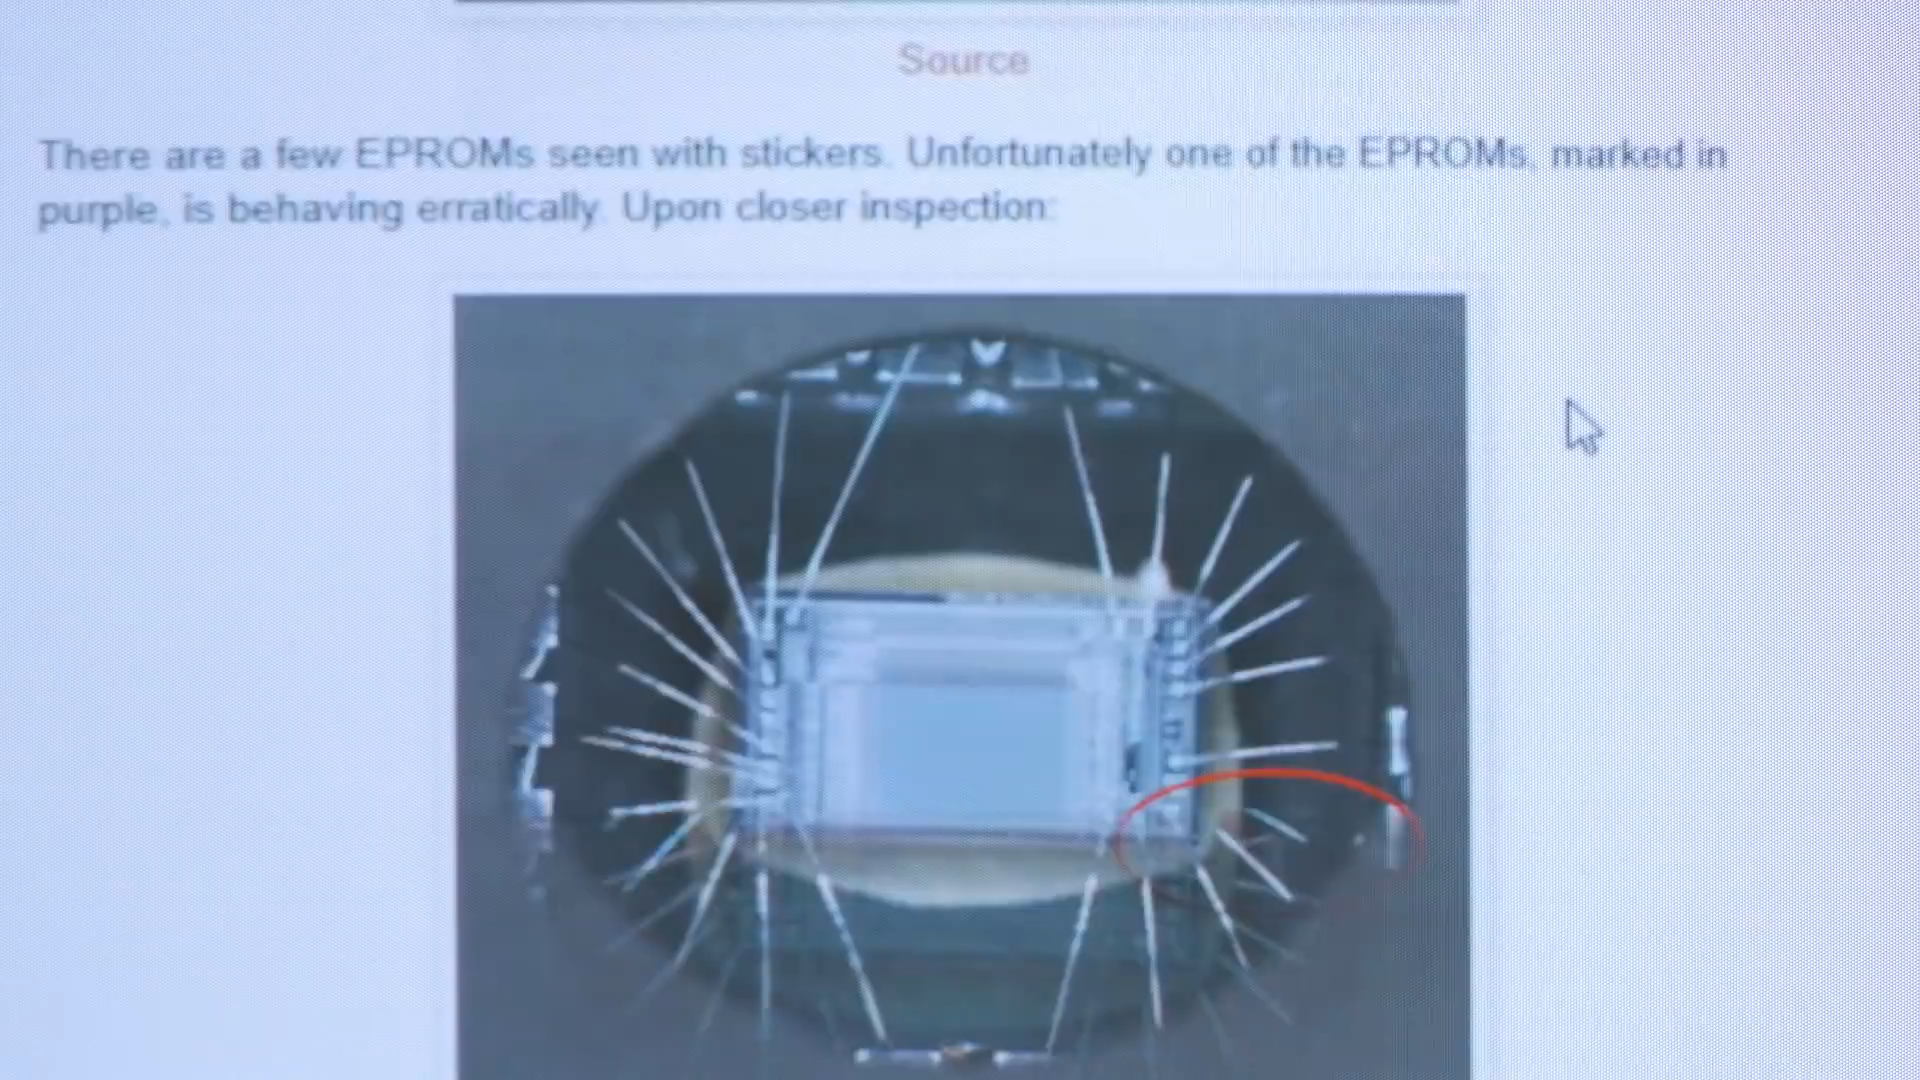 Source
There are a few EPROMs seen with stickers. Unfortunately one of the EPROMs, marked in
purple, is behaving erratically. Upon closer inspection: